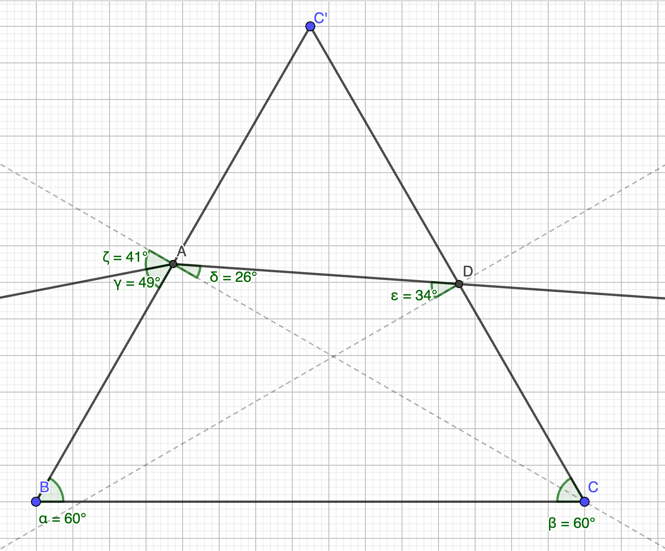 C'
A
ζ = 41°
γ = 49°
δ = 26°
D
ε = 34°
B
α = 60°
C
β = 60°